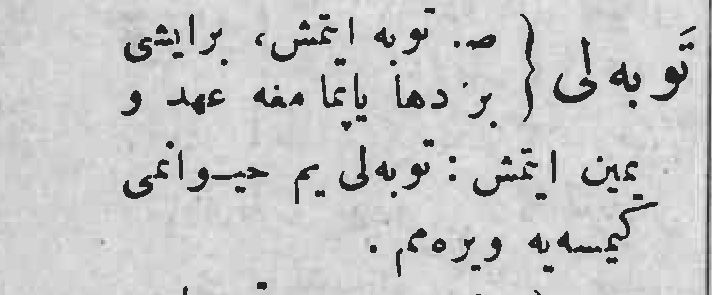 تَوبه‌لی { ص. توبه ایتمش، برایشی
بر دها یاپمامغه عهد و
یمین ایتمش : توبه‌لی یم حیوانمی
کیمسه‌یه ویره‌مم .